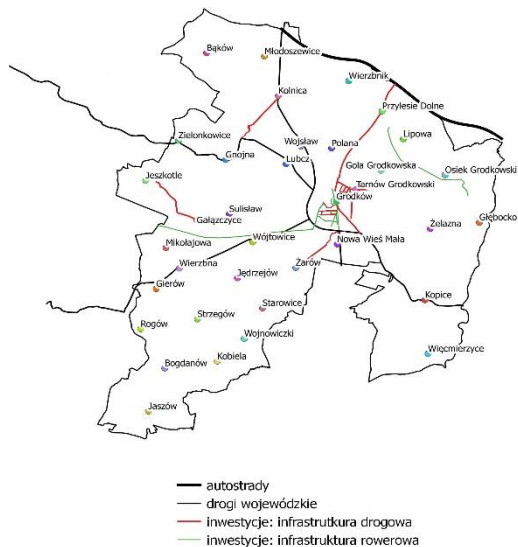 Bąków
Młodoszewice
Wierzbnik
Kolnica
Przylesie Dolne
Zielonkowice
Wojsław
Polana
Lipowa
Gnojna
Lubcz
Gola Grodkowska
Osiek Grodkowski
Jeszkotle
Tarnów Grodkowski
Grodków
Sulisław
Gałązczyce
Żelazna
Głębocko
Mikołajowa
Wójtowice
Nowa Wieś Mała
Wierzbna
Żarów
Gierów
Jędrzejów
Kopice
Starowice
Rogów
Strzegów
Wojnowiczki
Więcmierzyce
Bogdanów
Kobiela
Jaszów
autostrady
drogi wojewódzkie
inwestycje: infrastrutkura drogowa
inwestycje: infrastruktura rowerowa